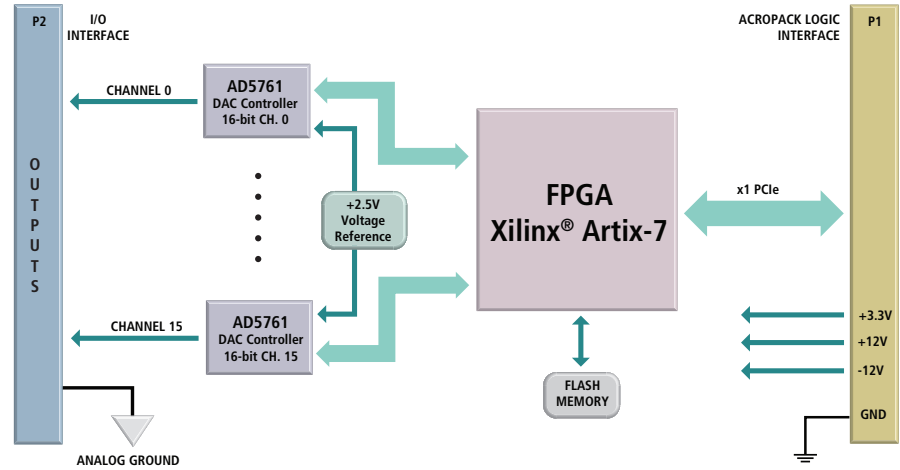 P2
I/O
INTERFACE
ACROPACK LOGIC
INTERFACE
P1
CHANNEL 0
AD5761
DAC Controller
16-bit CH. 0
OUTPUTS
+2.5V
Voltage
Reference
FPGA
Xilinx® Artix-7
x1 PCIe
CHANNEL 15
AD5761
DAC Controller
16-bit CH. 15
+3.3V
+12V
-12V
FLASH
MEMORY
GND
ANALOG GROUND